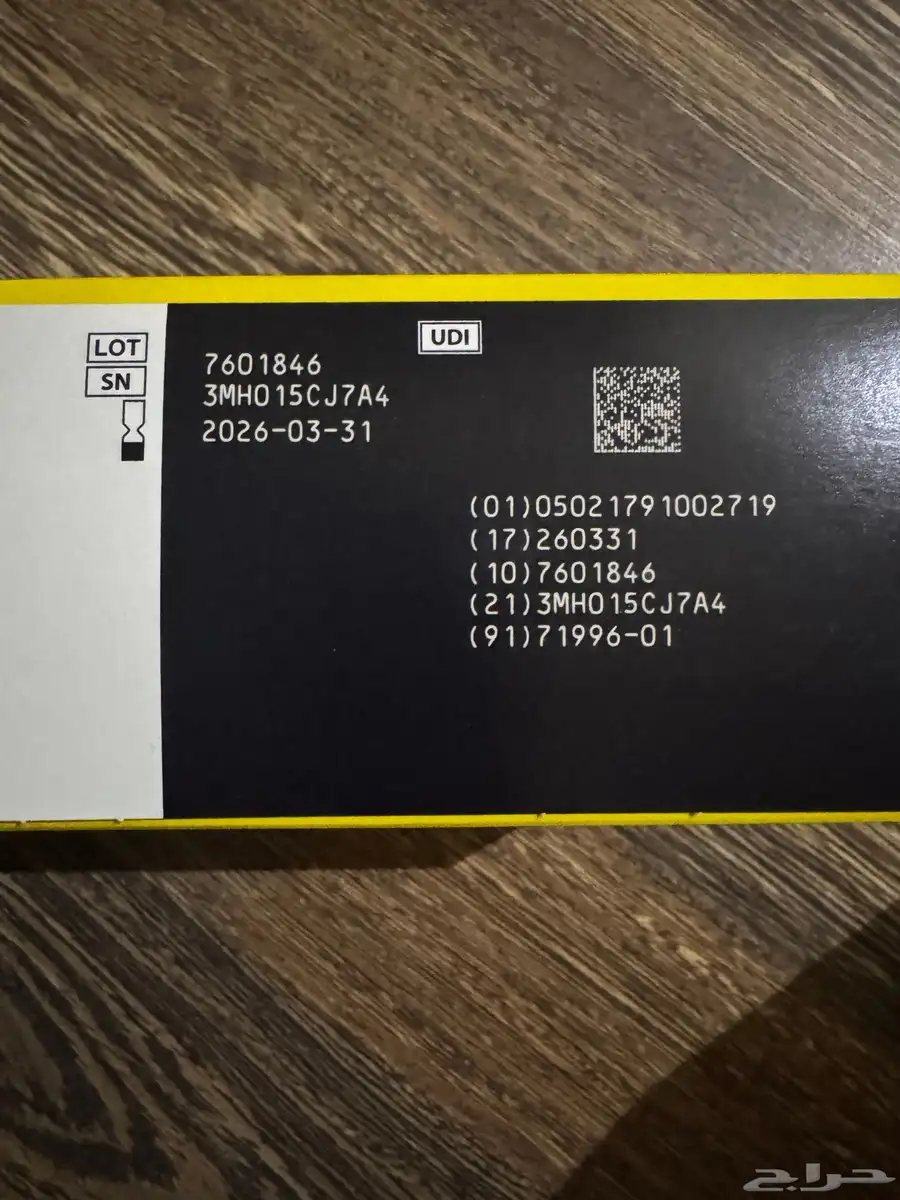 LOT
7601846
SN
3MH015CJ7A4
2026-03-31
UDI
(01)05021791002719
(17)260331
(10)7601846
(21)3MH015CJ7A4
(91)71996-01
حراج